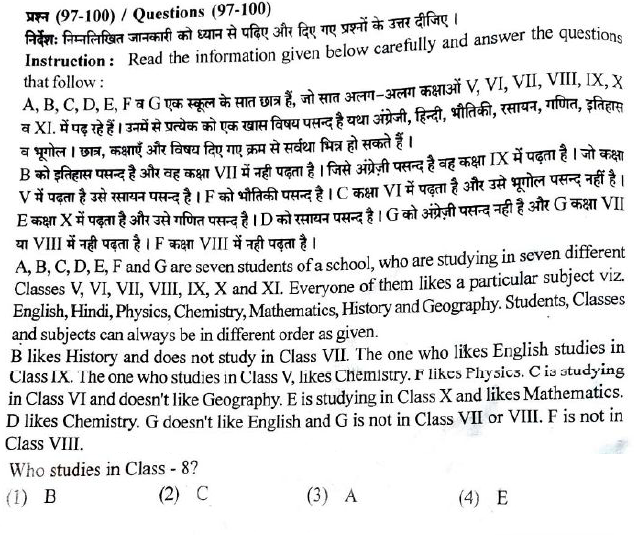 प्रश्न (97-100) / Questions (97-100)
निर्देश: निम्नलिखित जानकारी को ध्यान से पढ़िए और दिए गए प्रश्नों के उत्तर दीजिए ।
Instruction : Read the information given below carefully and answer the questions
that follow :
A, B, C, D, E, F व G एक स्कूल के सात छात्र हैं, जो सात अलग-अलग कक्षाओं V, VI, VII, VIII, IX, X
व XI. में पढ़ रहे हैं । उनमें से प्रत्येक को एक खास विषय पसन्द है यथा अंग्रेजी, हिन्दी, भौतिकी, रसायन, गणित, इतिहास
व भूगोल । छात्र, कक्षाएँ और विषय दिए गए क्रम से सर्वथा भिन्न हो सकते हैं ।
B को इतिहास पसन्द है और वह कक्षा VII में नहीं पढ़ता है । जिसे अंग्रेज़ी पसन्द है वह कक्षा IX में पढ़ता है । जो कक्षा
V में पढ़ता है उसे रसायन पसन्द है । F को भौतिकी पसन्द है । C कक्षा VI में पढ़ता है और उसे भूगोल पसन्द नहीं है ।
E कक्षा X में पढ़ता है और उसे गणित पसन्द है । D को रसायन पसन्द है । G को अंग्रेज़ी पसन्द नहीं है और G कक्षा VII
या VIII में नहीं पढ़ता है । F कक्षा VIII में नहीं पढ़ता है ।
A, B, C, D, E, F and G are seven students of a school, who are studying in seven different
Classes V, VI, VII, VIII, IX, X and XI. Everyone of them likes a particular subject viz.
English, Hindi, Physics, Chemistry, Mathematics, History and Geography. Students, Classes
and subjects can always be in different order as given.
B likes History and does not study in Class VII. The one who likes English studies in
Class IX. The one who studies in Class V, likes Chemistry. F likes Physics. C is studying
in Class VI and doesn't like Geography. E is studying in Class X and likes Mathematics.
D likes Chemistry. G doesn't like English and G is not in Class VII or VIII. F is not in
Class VIII.
Who studies in Class - 8?
(1) B (2) C (3) A (4) E